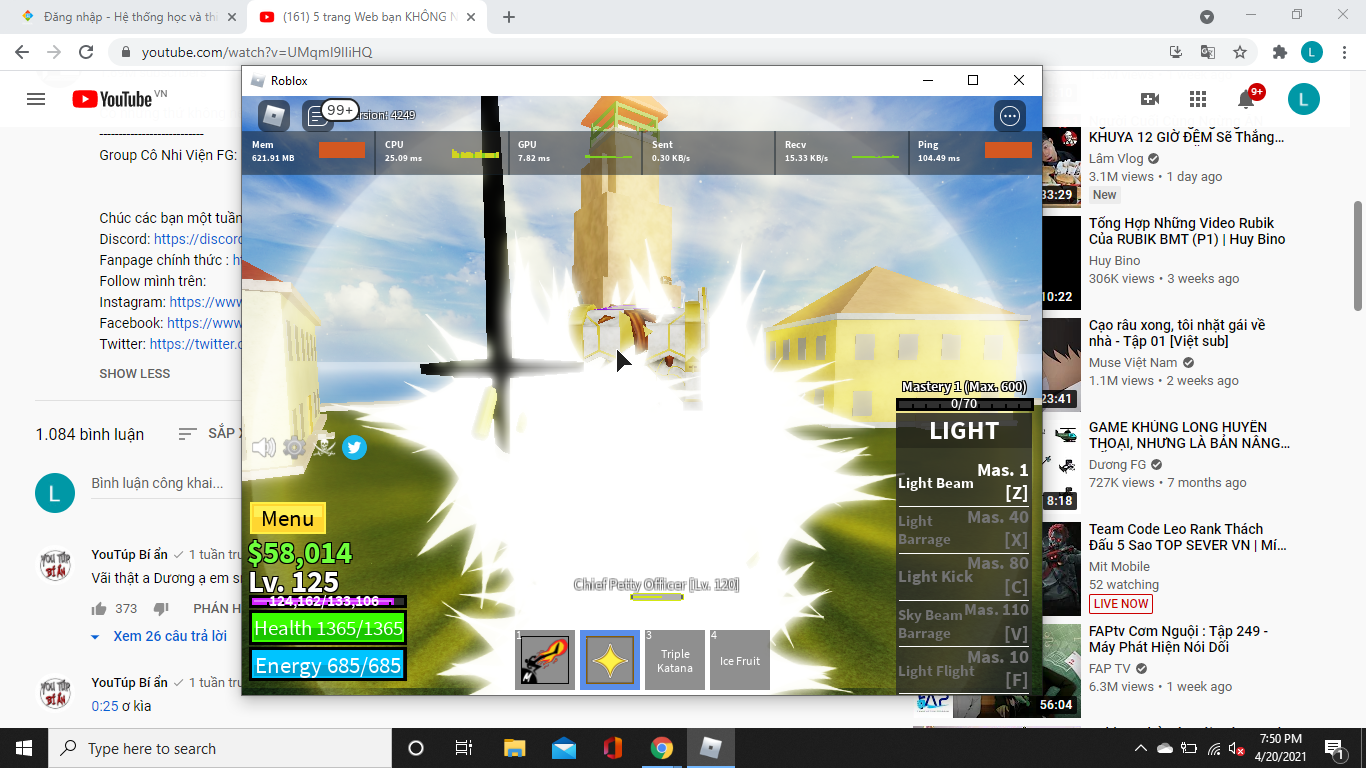 Đăng nhập - Hệ thống học và th
(161) 5 trang Web bạn KHÔNG N
youtube.com/watch?v=UMqmI9IliHQ
L
YouTube VN
9+
L
--------------------------
Group Cô Nhi Viện FG:
Chúc các bạn một tuần
Discord: https://discord
Fanpage chính thức : h
Follow mình trên:
Instagram: https://www
Facebook: https://www
Twitter: https://twitter.c
SHOW LESS
1.084 bình luận
SẮP X
L
Bình luận công khai...
YOU TÚP
BÍ ẨN
YouTúp Bí ẩn
1 tuần trư
Vãi thật a Dương ạ em s
373
PHẢN H
Xem 26 câu trả lời
YOU TÚP
BÍ ẨN
YouTúp Bí ẩn
1 tuần trư
0:25 ơ kìa
Roblox
99+
ersion: 4249
Mem
621.91 MB
CPU
25.09 ms
GPU
7.82 ms
Sent
0.30 KB/s
Recv
15.33 KB/s
Ping
104.49 ms
Mastery 1 (Max. 600)
0/70
LIGHT
Light Beam
Mas. 1
[Z]
Light Barrage
Mas. 40
[X]
Light Kick
Mas. 80
[C]
Sky Beam Barrage
Mas. 110
[V]
Light Flight
Mas. 10
[F]
Menu
$58,014
Lv. 125
124,162/133,106
Health 1365/1365
Energy 685/685
Chief Petty Officer [Lv. 120]
1
3
Triple
Katana
4
Ice Fruit
KHUYA 12 GIỜ ĐÊM Sẽ Thắng…
Lâm Vlog
3.1M views • 1 day ago
New
33:29
Tổng Hợp Những Video Rubik
Của RUBIK BMT (P1) | Huy Bino
Huy Bino
306K views • 3 weeks ago
10:22
Cạo râu xong, tôi nhặt gái về
nhà - Tập 01 [Việt sub]
Muse Việt Nam
1.1M views • 2 weeks ago
23:41
GAME KHỦNG LONG HUYỀN
THOẠI, NHƯNG LÀ BẢN NÂNG…
Dương FG
727K views • 7 months ago
8:18
Team Code Leo Rank Thách
Đấu 5 Sao TOP SEVER VN | Mí…
Mit Mobile
52 watching
LIVE NOW
FAPtv Cơm Nguội : Tập 249 -
Máy Phát Hiện Nói Dối
FAP TV
6.3M views • 1 week ago
56:04
Type here to search
7:50 PM
4/20/2021
1